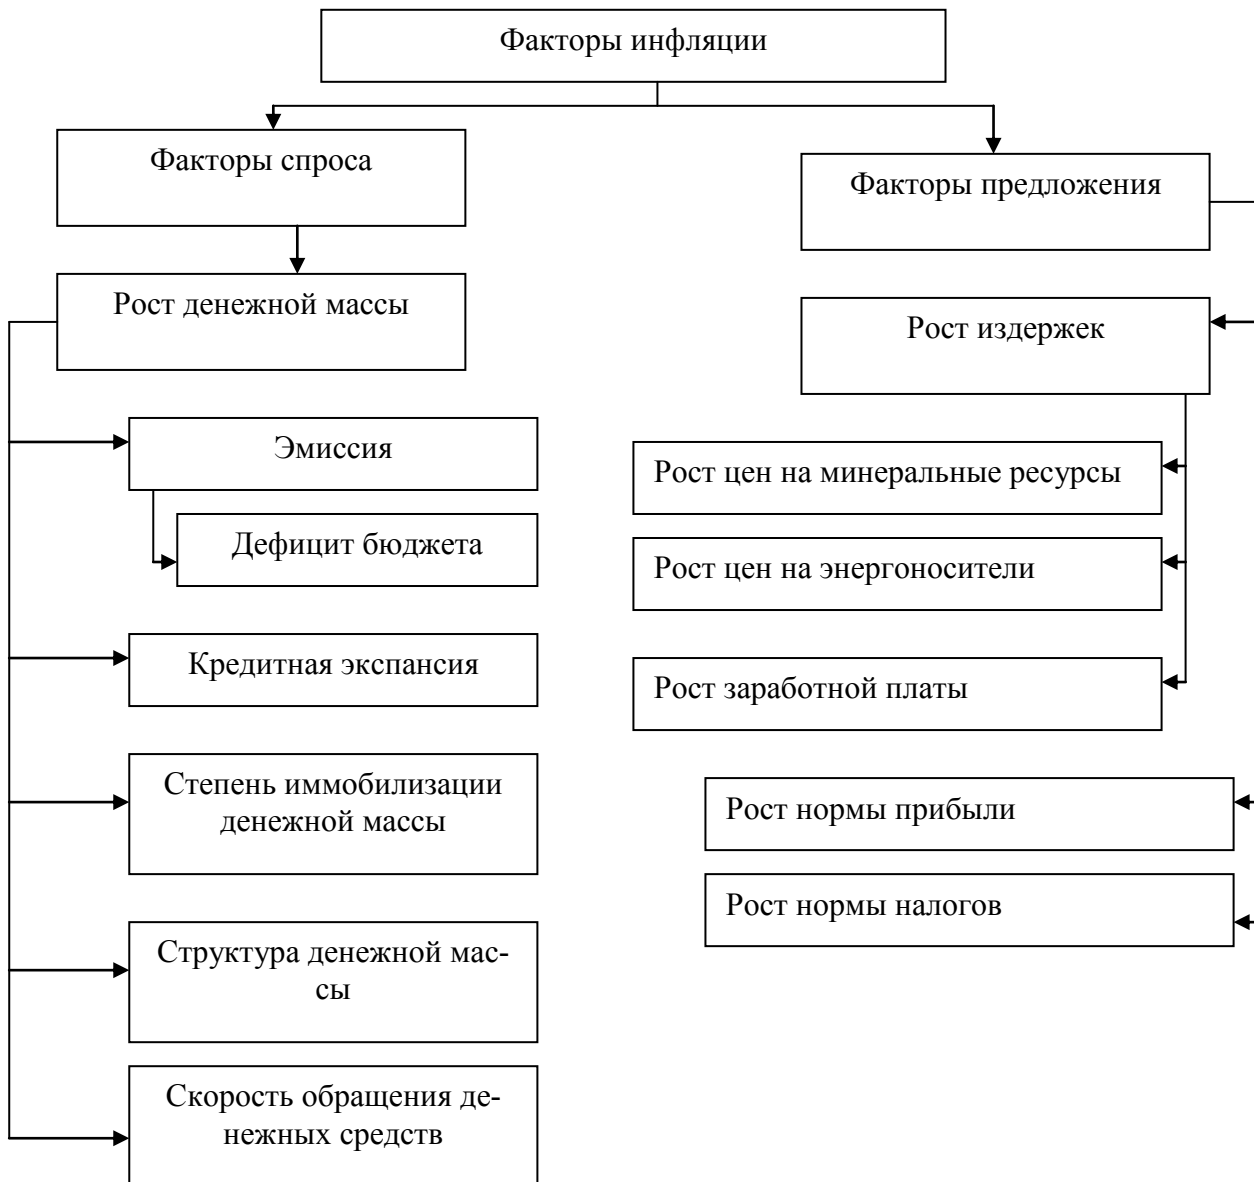 Факторы инфляции
Факторы спроса
Факторы предложения
Рост денежной массы
Рост издержек
Эмиссия
Рост цен на минеральные ресурсы
Дефицит бюджета
Рост цен на энергоносители
Кредитная экспансия
Рост заработной платы
Степень иммобилизации
денежной массы
Рост нормы прибыли
Рост нормы налогов
Структура денежной мас-
сы
Скорость обращения де-
нежных средств